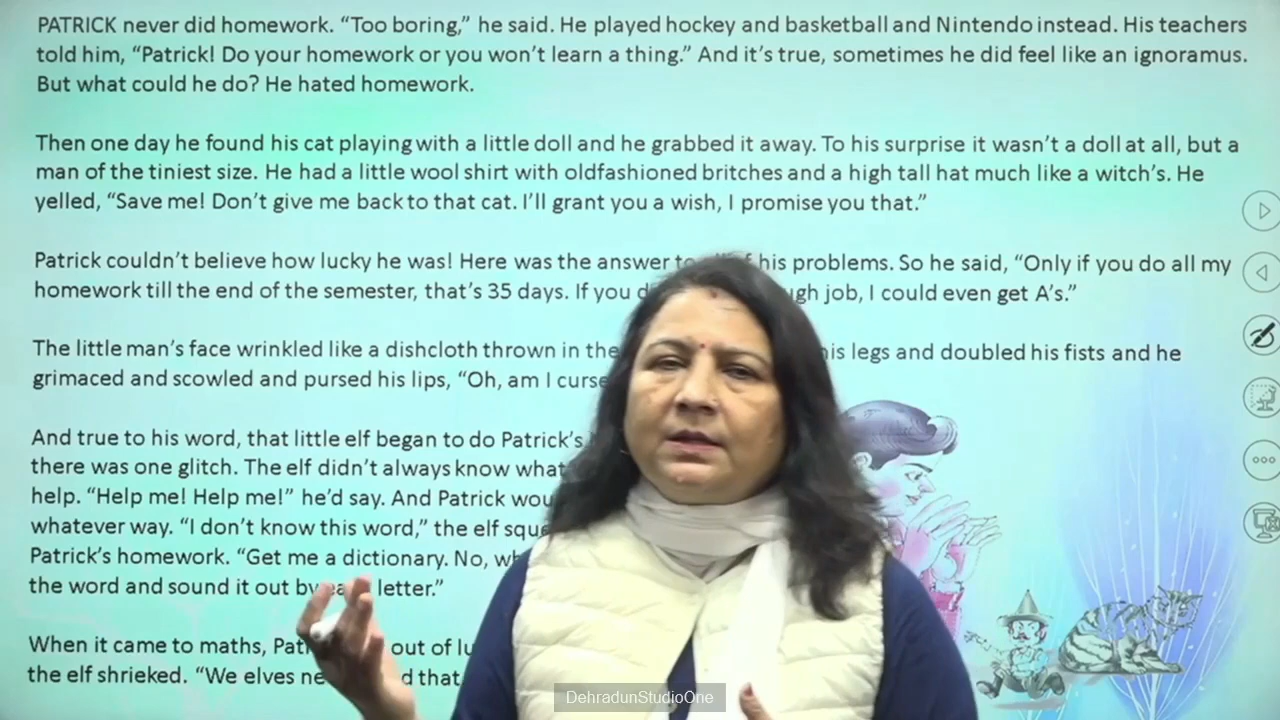 PATRICK never did homework. “Too boring,” he said. He played hockey and basketball and Nintendo instead. His teachers
told him, “Patrick! Do your homework or you won’t learn a thing.” And it’s true, sometimes he did feel like an ignoramus.
But what could he do? He hated homework.
Then one day he found his cat playing with a little doll and he grabbed it away. To his surprise it wasn’t a doll at all, but a
man of the tiniest size. He had a little wool shirt with oldfashioned britches and a high tall hat much like a witch’s. He
yelled, “Save me! Don’t give me back to that cat. I’ll grant you a wish, I promise you that.”
Patrick couldn’t believe how lucky he was! Here was the answer his problems. So he said, “Only if you do all my
homework till the end of the semester, that’s 35 days. If you job, I could even get A’s.”
The little man’s face wrinkled like a dishcloth thrown in the legs and doubled his fists and he
grimaced and scowled and pursed his lips, “Oh, am I
And true to his word, that little elf began to do Patrick’s
there was one glitch. The elf didn’t always know what
help. “Help me! Help me!” he’d say. And Patrick
whatever way. “I don’t know this word,” the elf
Patrick’s homework. “Get me a dictionary. No,
the word and sound it out by letter.”
When it came to maths, out of
the elf shrieked. “We elves that
DehradunStudioOne